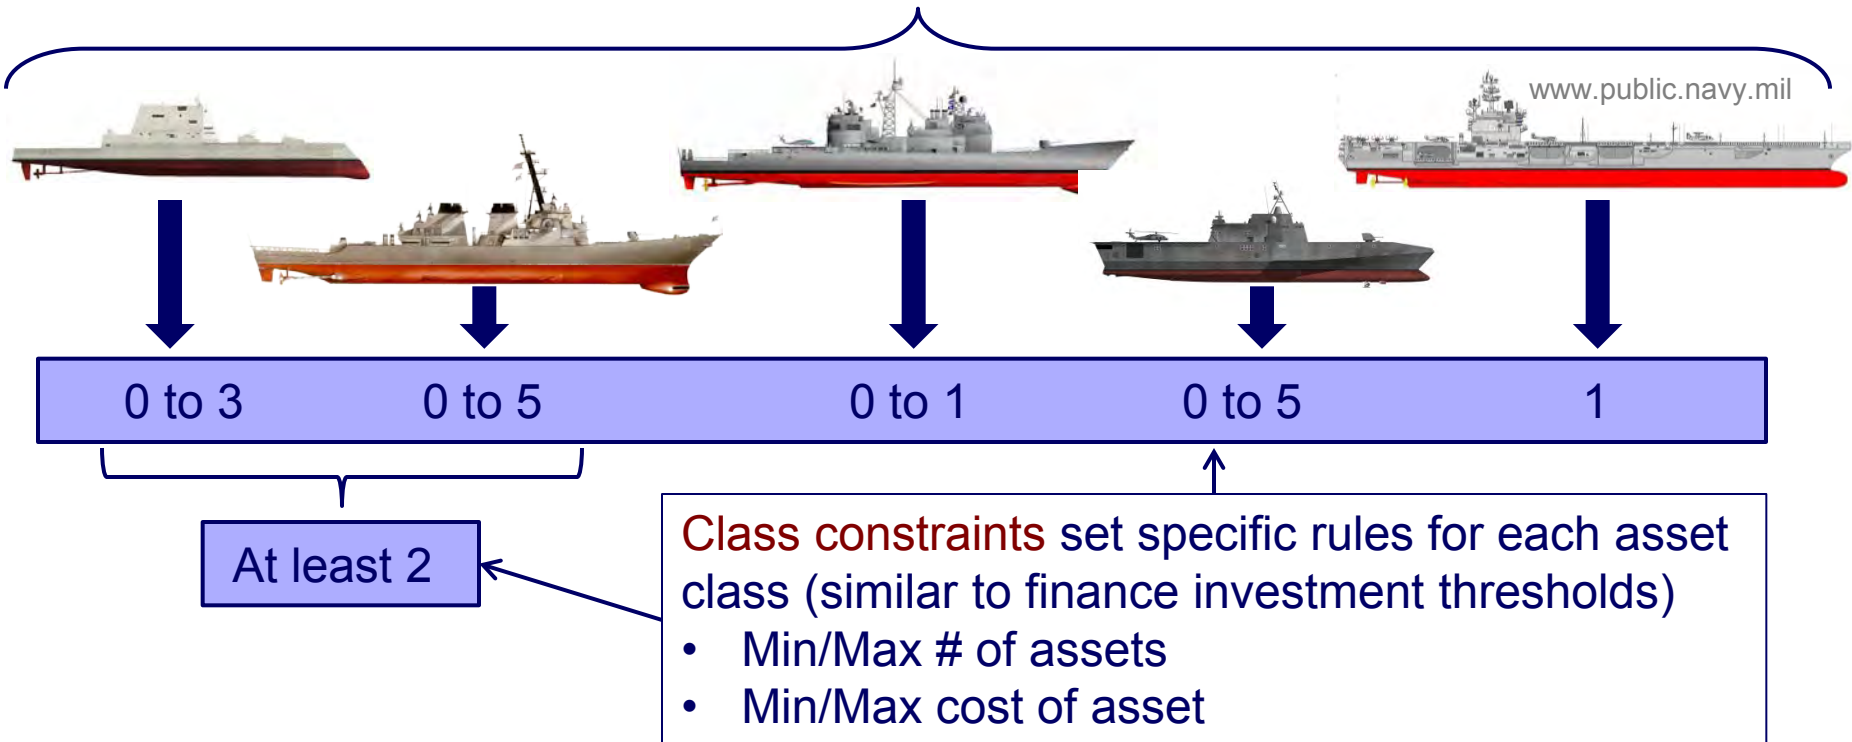 www.public.navy.mil
0 to 3
0 to 5
0 to 1
0 to 5
1
At least 2
Class constraints set specific rules for each asset
class (similar to finance investment thresholds)
• Min/Max # of assets
• Min/Max cost of asset